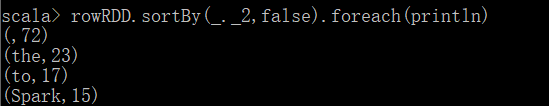 scala> rowRDD.sortBy(_._2,false).foreach(println)
(,72)
(the,23)
(to,17)
(Spark,15)